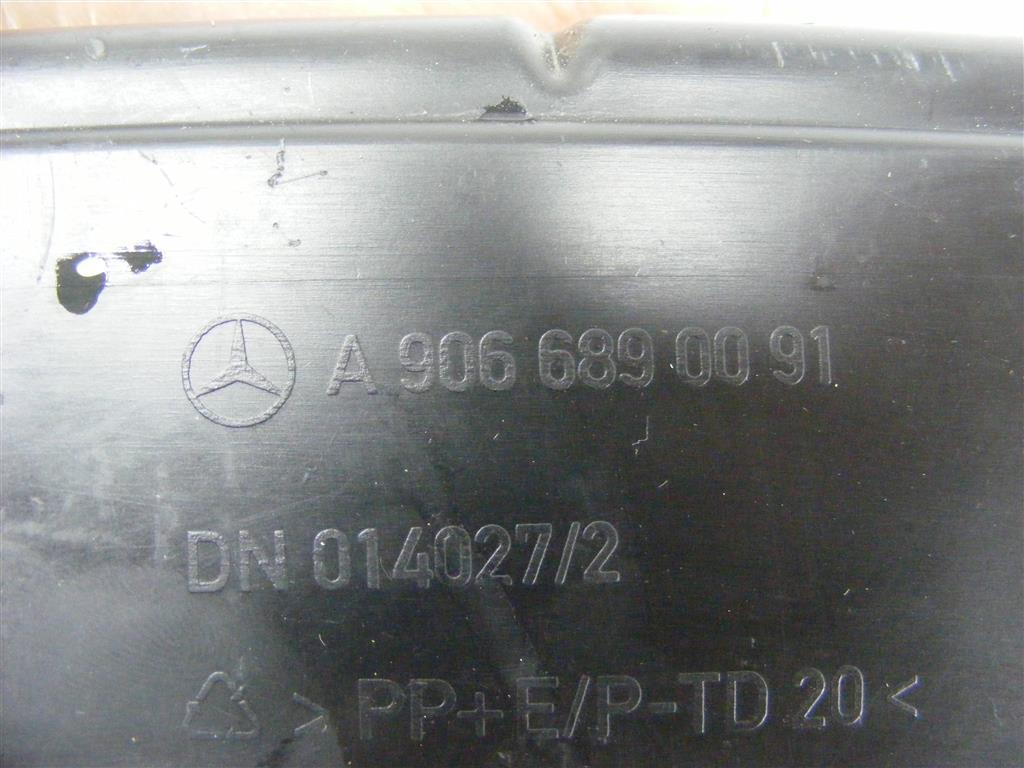 A 906 689 00 91
DN 014027/2
> PP+E/P-TD 20 <